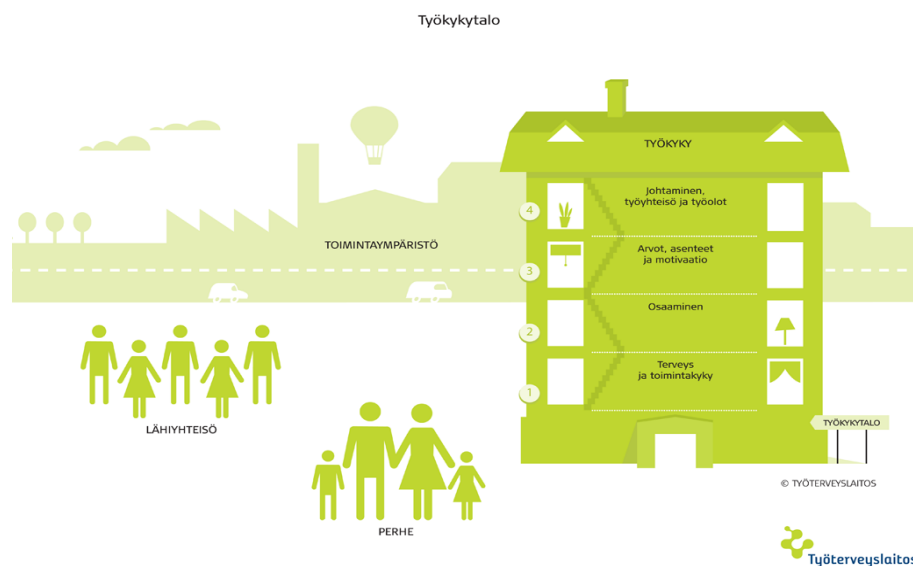 Työkykytalo
TYÖKYKY
4
Johtaminen,
työyhteisö ja työolot
TOIMINTAYMPÄRISTÖ
3
Arvot, asenteet
ja motivaatio
2
Osaaminen
1
Terveys
ja toimintakyky
LÄHIYHTEISÖ
PERHE
TYÖKYKYTALO
© TYÖTERVEYSLAITOS
Työterveyslaitos